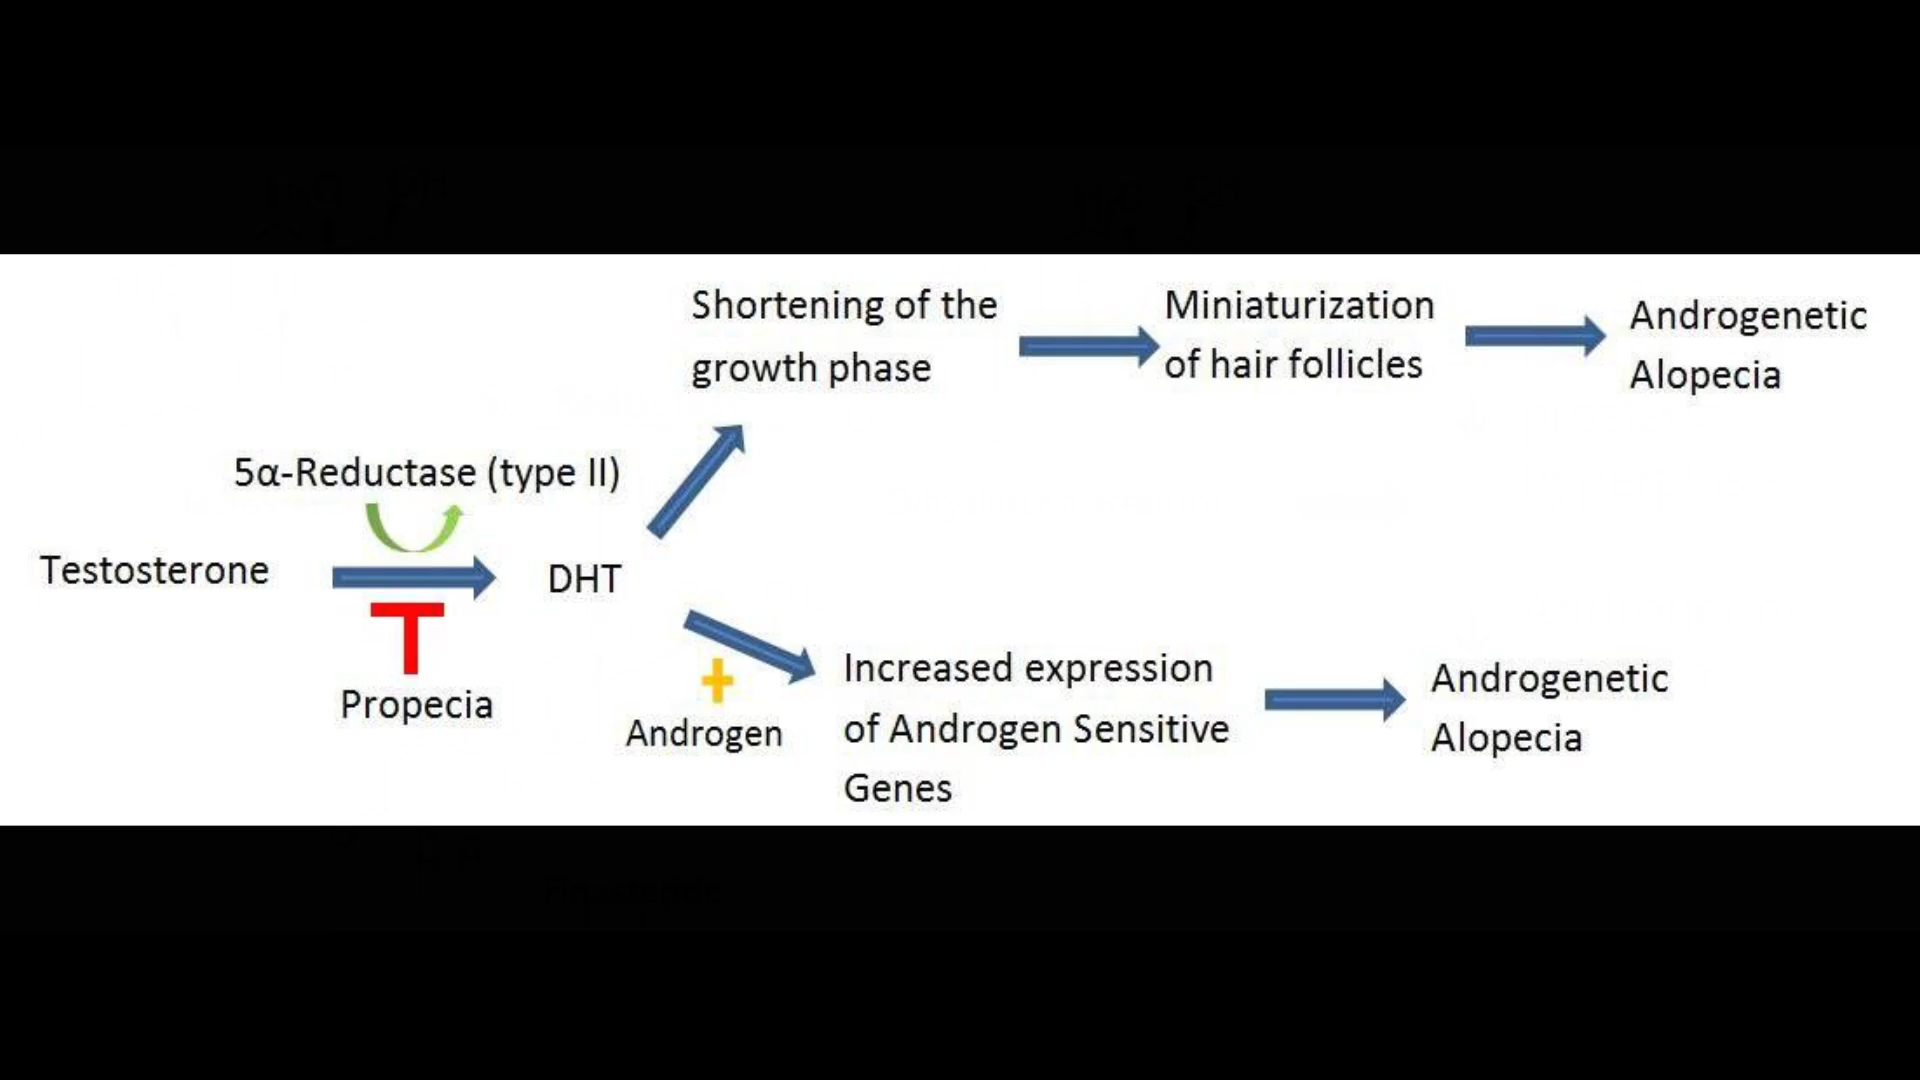 Shortening of the
growth phase
Miniaturization
of hair follicles
Androgenetic
Alopecia
5α-Reductase (type II)
Testosterone
DHT
Propecia
+
Androgen
Increased expression
of Androgen Sensitive
Genes
Androgenetic
Alopecia